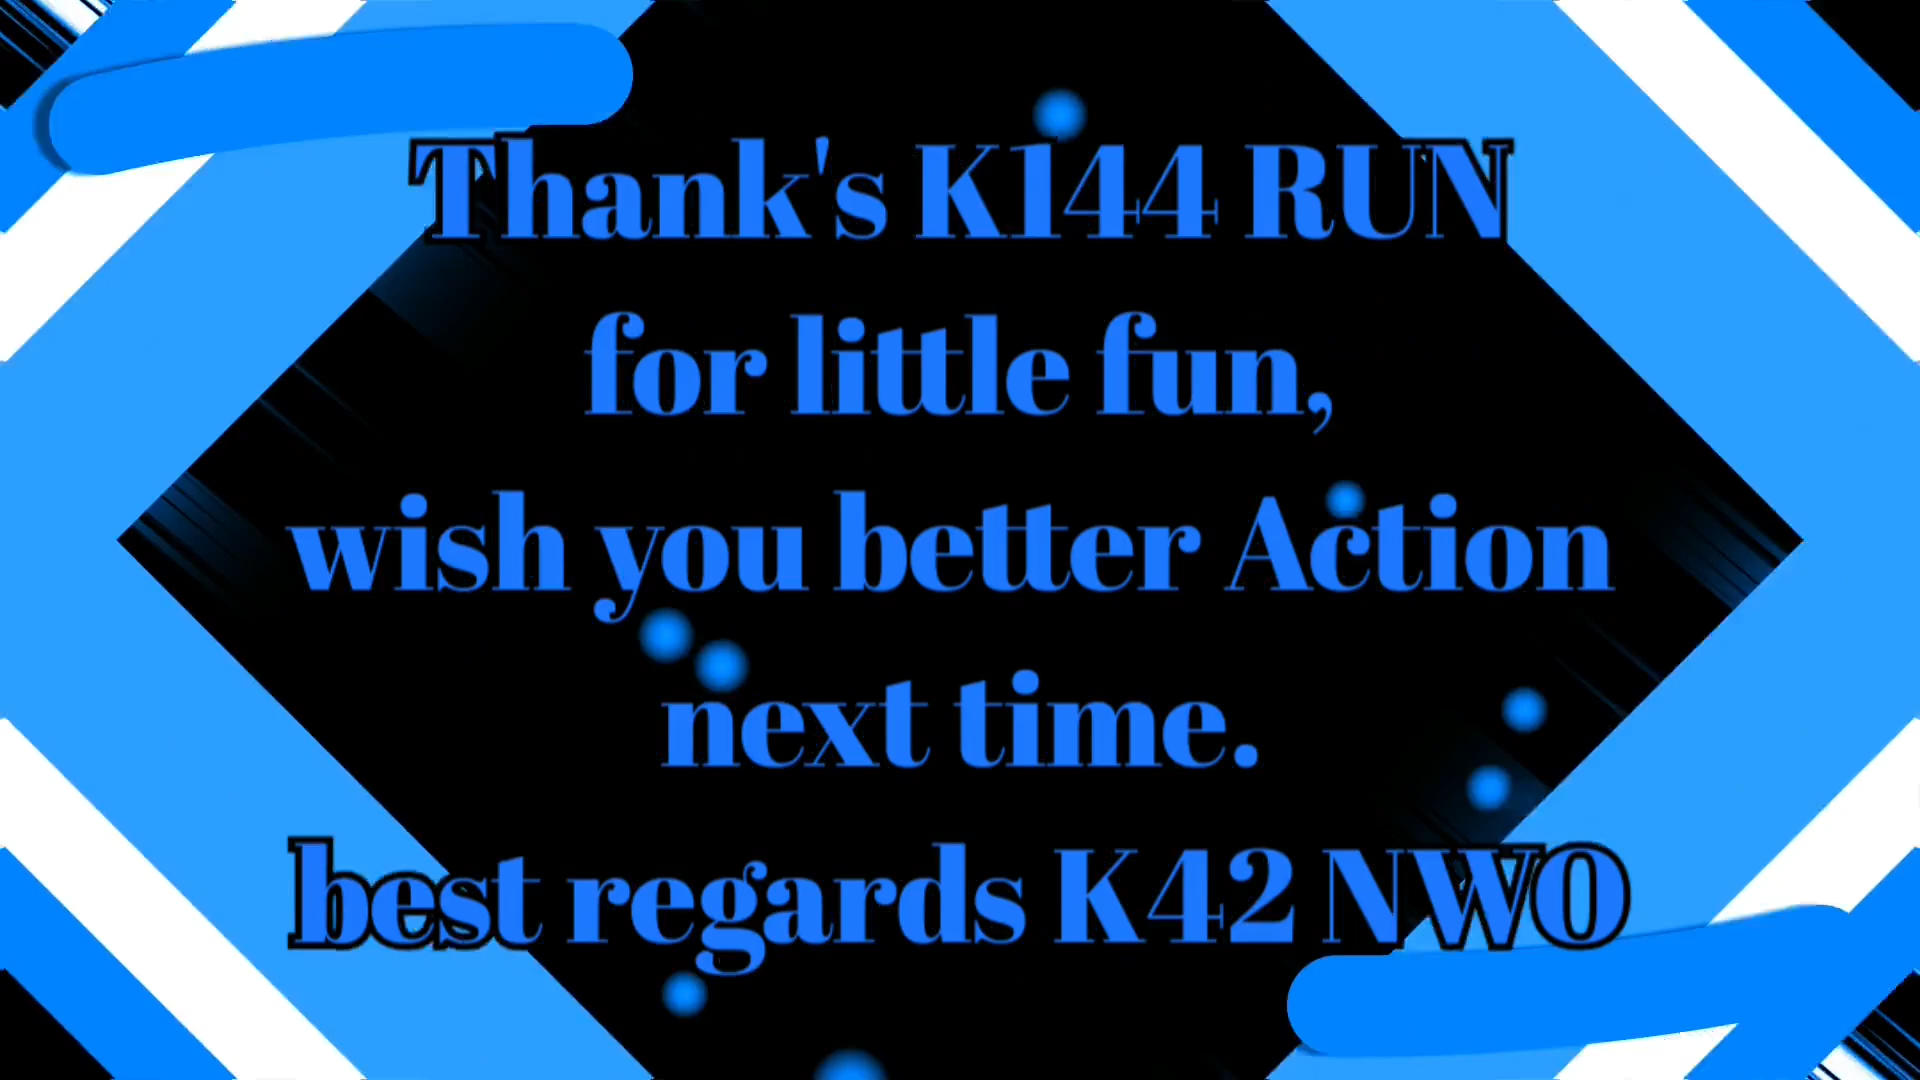 Thank's K144 RUN
for little fun,
wish you better Action
next time.
best regards K42 NWO